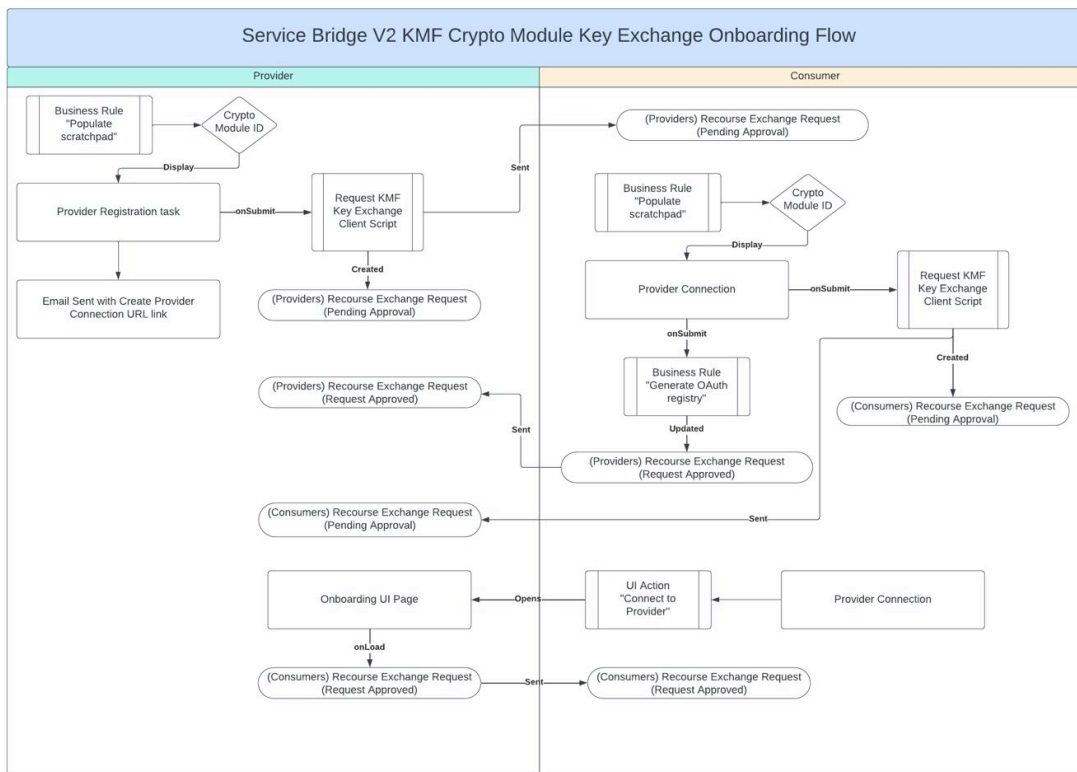 Service Bridge V2 KMF Crypto Module Key Exchange Onboarding Flow
Provider
Consumer
Business Rule
"Populate
scratchpad"
Crypto
Module ID
Display
Provider Registration task
onSubmit
Request KMF
Key Exchange
Client Script
Sent
(Providers) Recourse Exchange Request
(Pending Approval)
Created
(Providers) Recourse Exchange Request
(Pending Approval)
Email Sent with Create Provider
Connection URL link
Business Rule
"Populate
scratchpad"
Crypto
Module ID
Display
Provider Connection
onSubmit
Request KMF
Key Exchange
Client Script
onSubmit
Created
Business Rule
"Generate OAuth
registry"
(Consumers) Recourse Exchange Request
(Pending Approval)
Updated
(Providers) Recourse Exchange Request
(Request Approved)
Sent
(Providers) Recourse Exchange Request
(Request Approved)
(Consumers) Recourse Exchange Request
(Pending Approval)
Sent
Onboarding UI Page
Opens
UI Action
"Connect to
Provider"
Provider Connection
onLoad
(Consumers) Recourse Exchange Request
(Request Approved)
Sent
(Consumers) Recourse Exchange Request
(Request Approved)